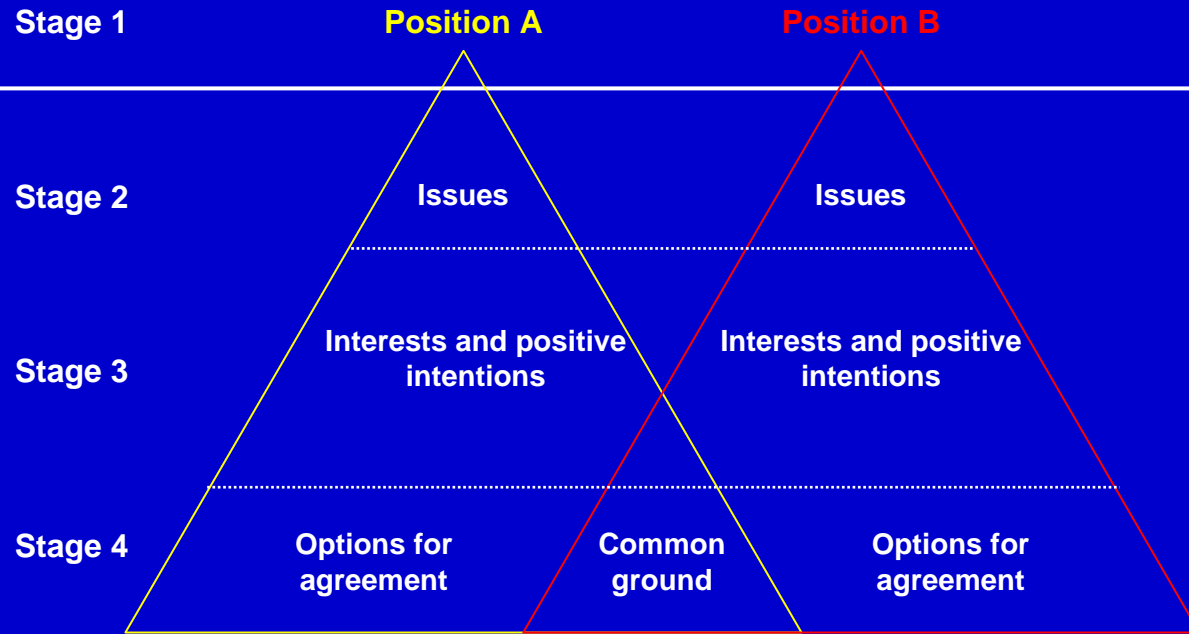 Stage 1
Position A
Position B
Stage 2
Issues
Issues
Stage 3
Interests and positive
intentions
Interests and positive
intentions
Stage 4
Options for
agreement
Common
ground
Options for
agreement